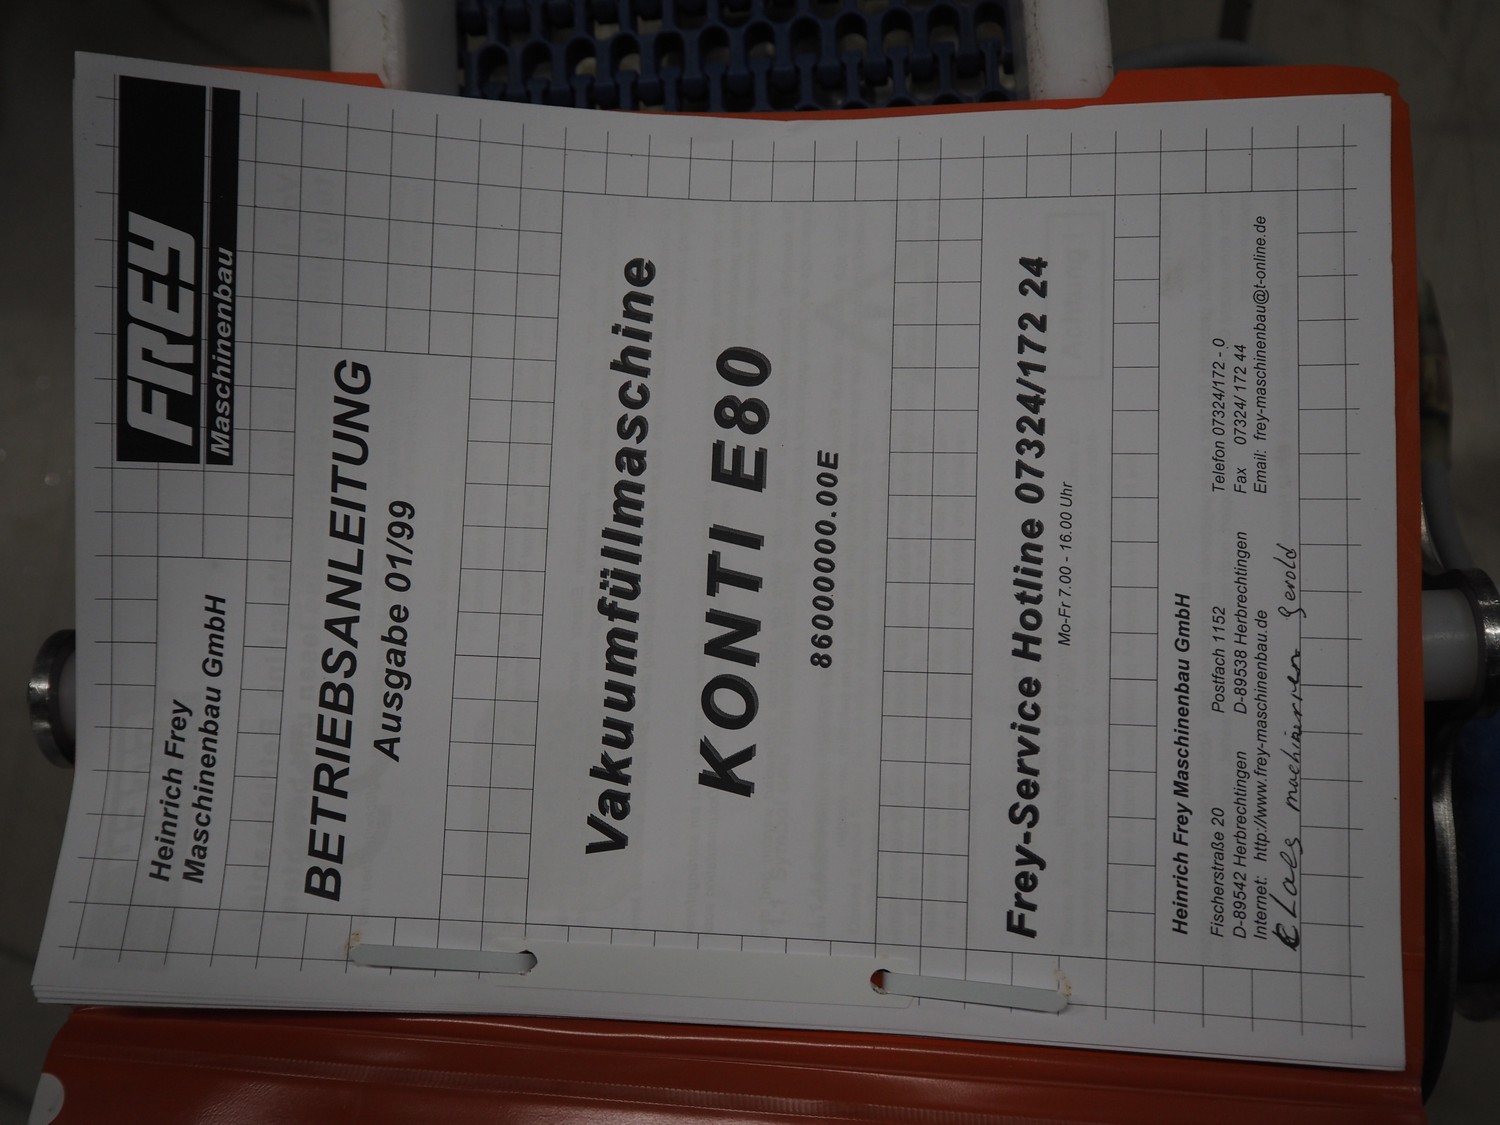 FREY
Maschinenbau
Heinrich Frey
Maschinenbau GmbH
BETRIEBSANLEITUNG
Ausgabe 01/99
Vakuumfüllmaschine
KONTI E80
8600.0000.00E
Frey-Service Hotline 07324/172 24
Mo-Fr 7.00 - 16.00 Uhr
Heinrich Frey Maschinenbau GmbH
Fischerstraße 20 Postfach 1152 Telefon 07324/172 - 0
D-89542 Herbrechtingen D-89538 Herbrechtingen Fax 07324/ 172 44
Internet: http://www.frey-maschinenbau.de Email: frey-maschinenbau@t-online.de
Gerold